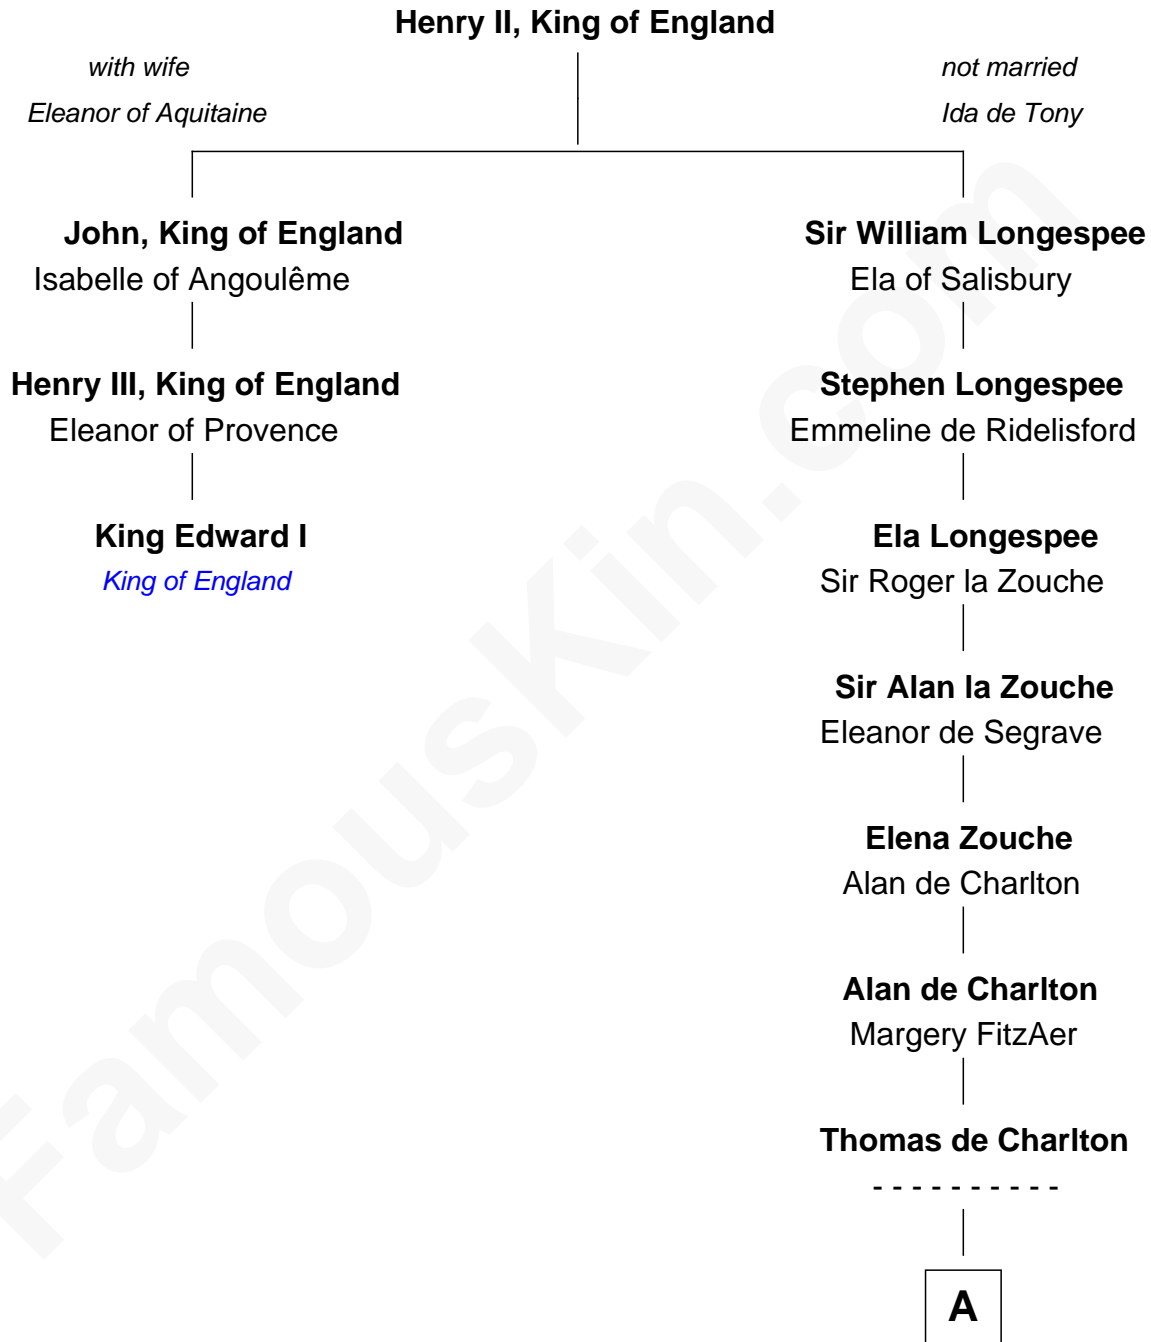 Henry II, King of England
with wife
Eleanor of Aquitaine
not married
Ida de Tony
John, King of England
Isabelle of Angoulême
Sir William Longespee
Ela of Salisbury
Henry III, King of England
Eleanor of Provence
Stephen Longespee
Emmeline de Ridelisford
King Edward I
King of England
Ela Longespee
Sir Roger la Zouche
Sir Alan la Zouche
Eleanor de Segrave
Elena Zouche
Alan de Charlton
Alan de Charlton
Margery FitzAer
Thomas de Charlton
- - - - - - - - - -
A
FamousKin.com